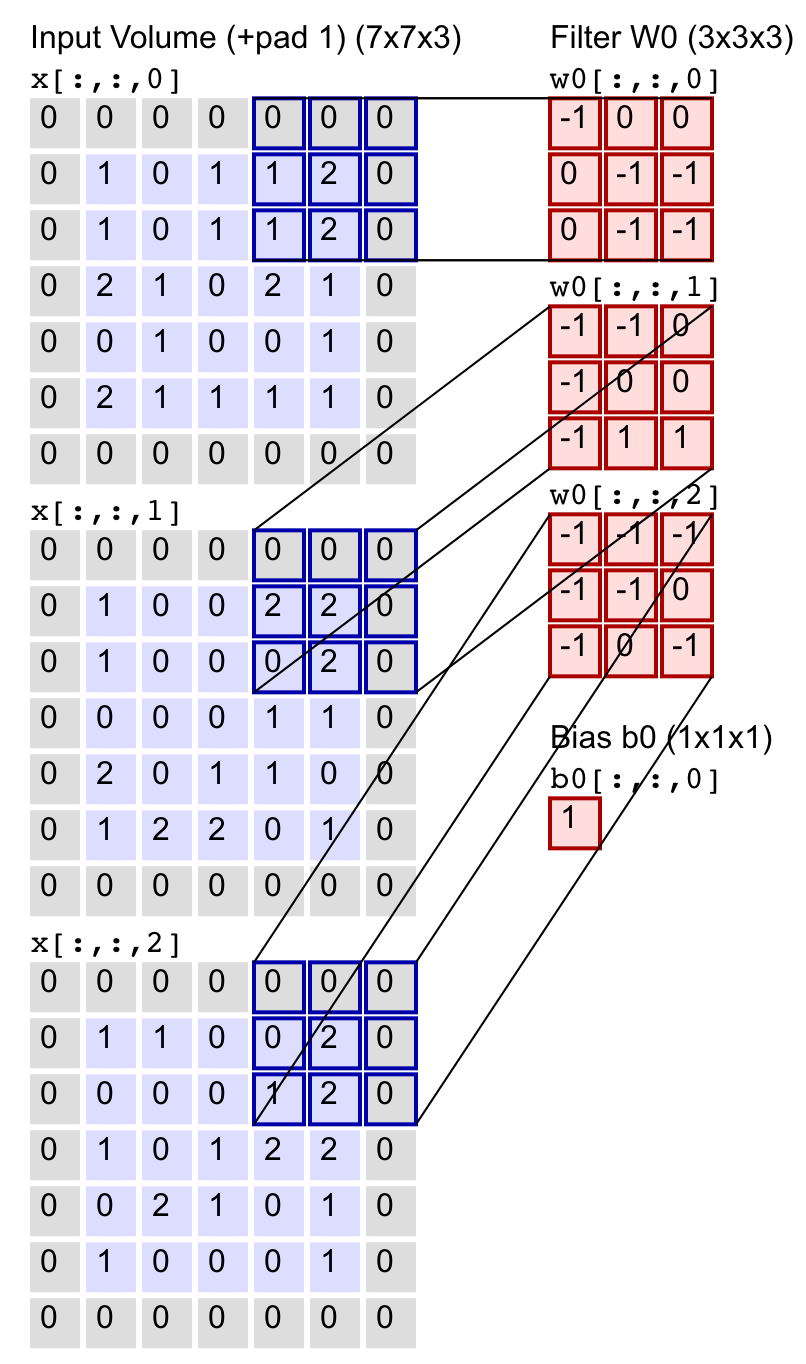 Input Volume (+pad 1) (7x7x3)
x[:,:,0]
0 0 0 0 0 0 0
0 1 0 1 1 2 0
0 1 0 1 1 2 0
0 2 1 0 2 1 0
0 0 1 0 0 1 0
0 2 1 1 1 1 0
0 0 0 0 0 0 0
x[:,:,1]
0 0 0 0 0 0 0
0 1 0 0 2 2 0
0 1 0 0 0 2 0
0 0 0 0 1 1 0
0 2 0 1 1 0 0
0 1 2 2 0 1 0
0 0 0 0 0 0 0
x[:,:,2]
0 0 0 0 0 0 0
0 1 1 0 0 2 0
0 0 0 0 1 2 0
0 1 0 1 2 2 0
0 0 2 1 0 1 0
0 1 0 0 0 1 0
0 0 0 0 0 0 0
Filter W0 (3x3x3)
w0[:,:,0]
-1 0 0
0 -1 -1
0 -1 -1
w0[:,:,1]
-1 -1 0
-1 0 0
-1 1 1
w0[:,:,2]
-1 -1 -1
-1 -1 0
-1 0 -1
Bias b0 (1x1x1)
b0[:,:,0]
1